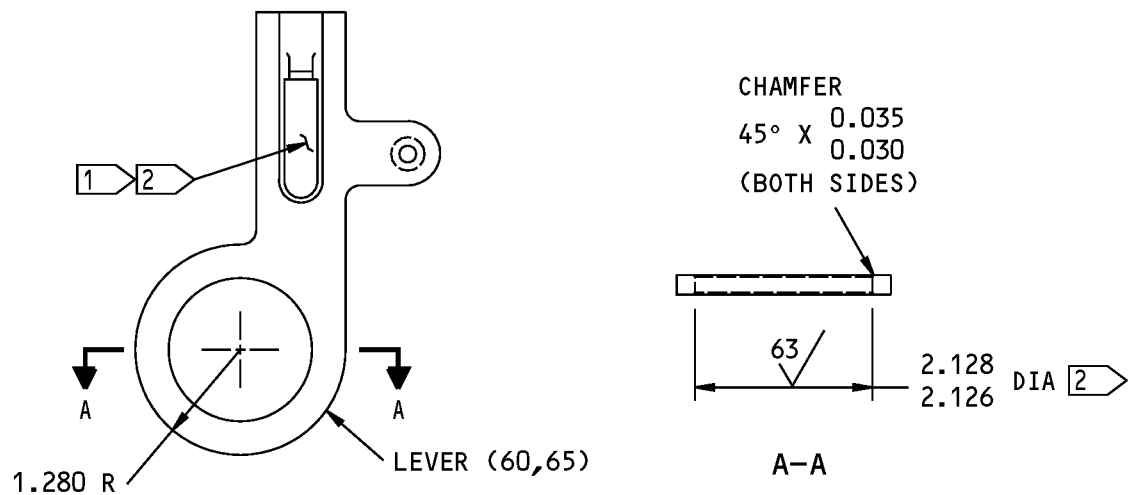 1 2
A A
1.280 R
LEVER (60,65)
CHAMFER
45° X 0.035
0.030
(BOTH SIDES)
63
2.128
2.126 DIA 2
A-A